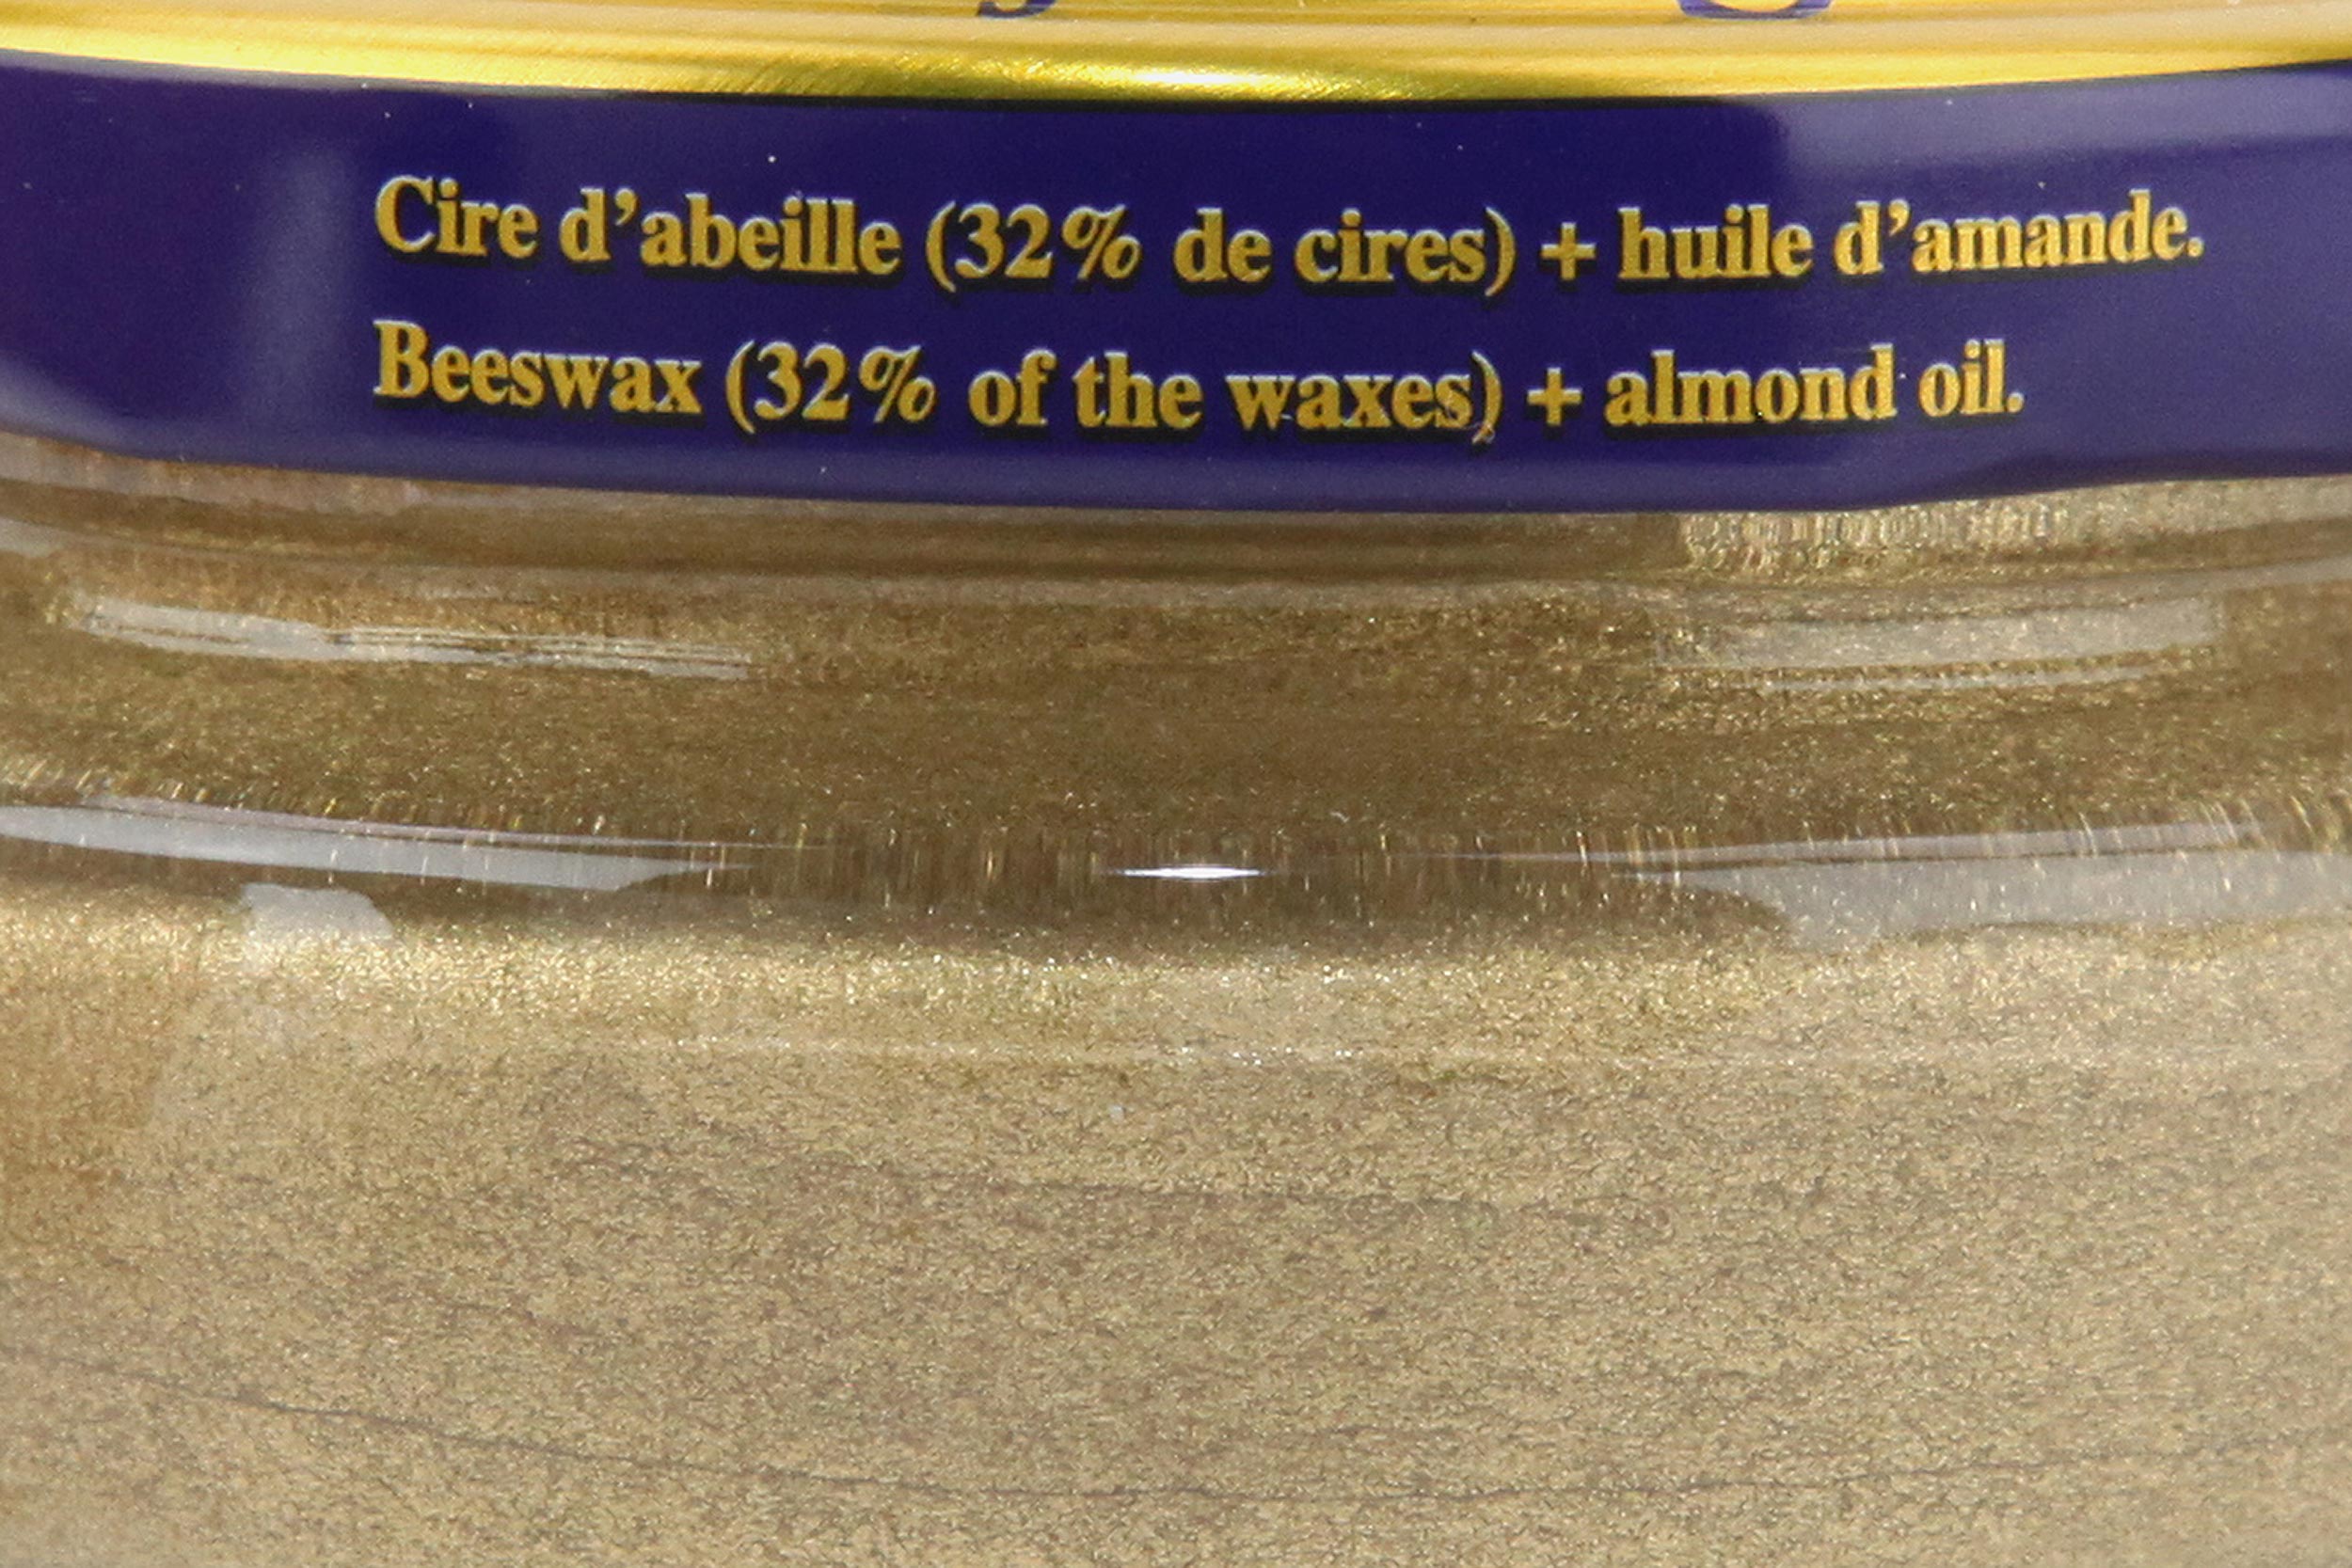 Cire d’abeille (32% de cires) + huile d’amande.
Beeswax (32% of the waxes) + almond oil.